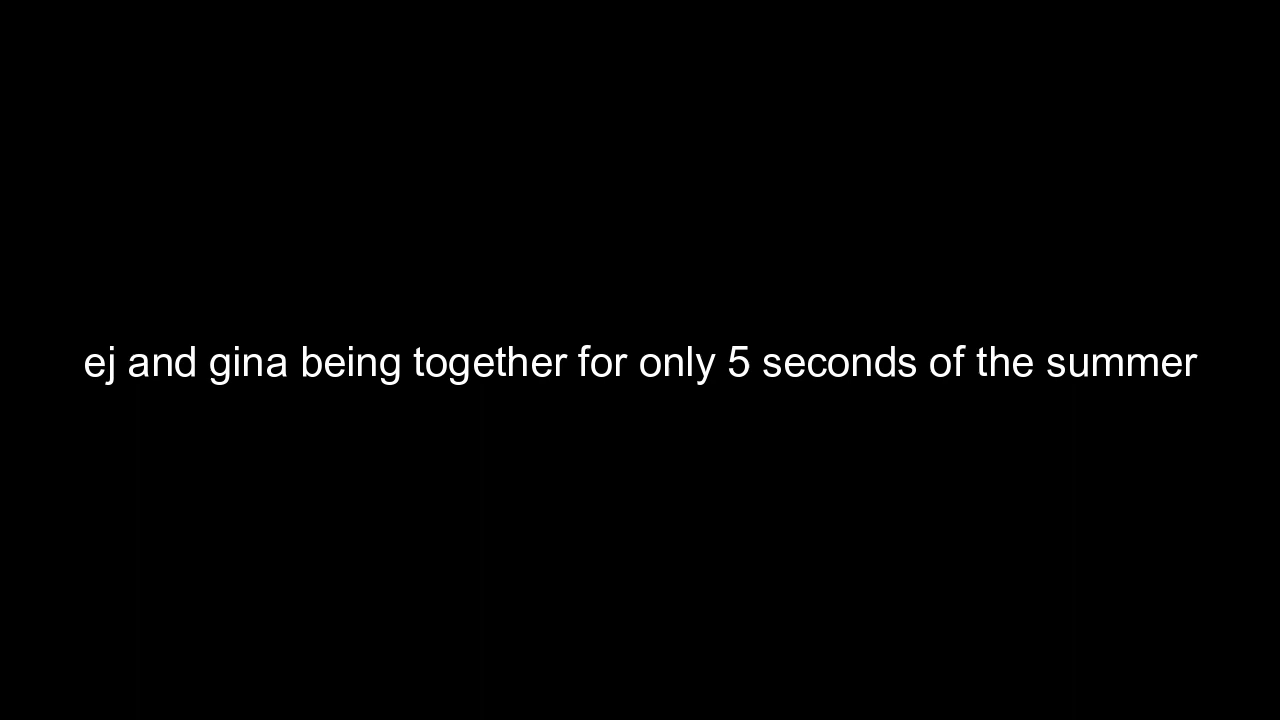 ej and gina being together for only 5 seconds of the summer